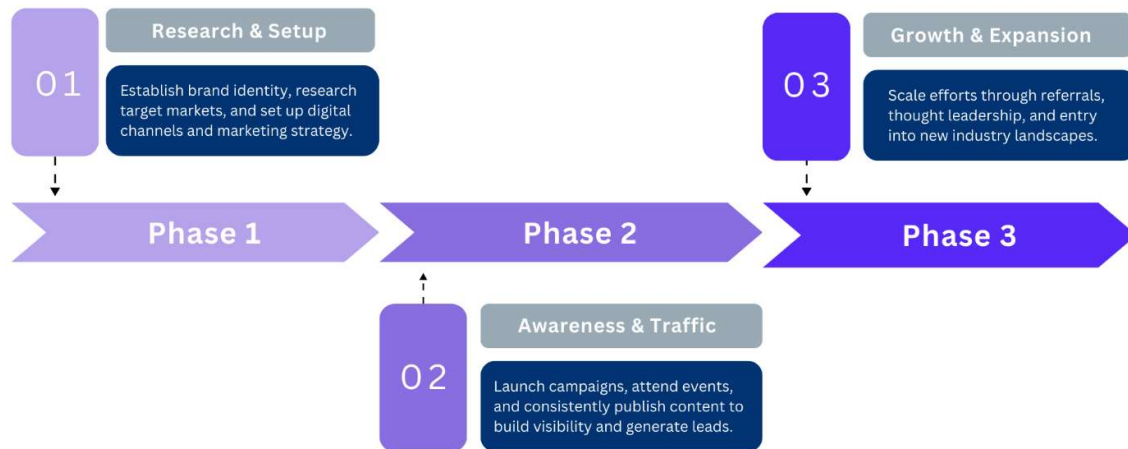 01
Research & Setup
Establish brand identity, research
target markets, and set up digital
channels and marketing strategy.
03
Growth & Expansion
Scale efforts through referrals,
thought leadership, and entry
into new industry landscapes.
Phase 1
Phase 2
Phase 3
02
Awareness & Traffic
Launch campaigns, attend events,
and consistently publish content to
build visibility and generate leads.